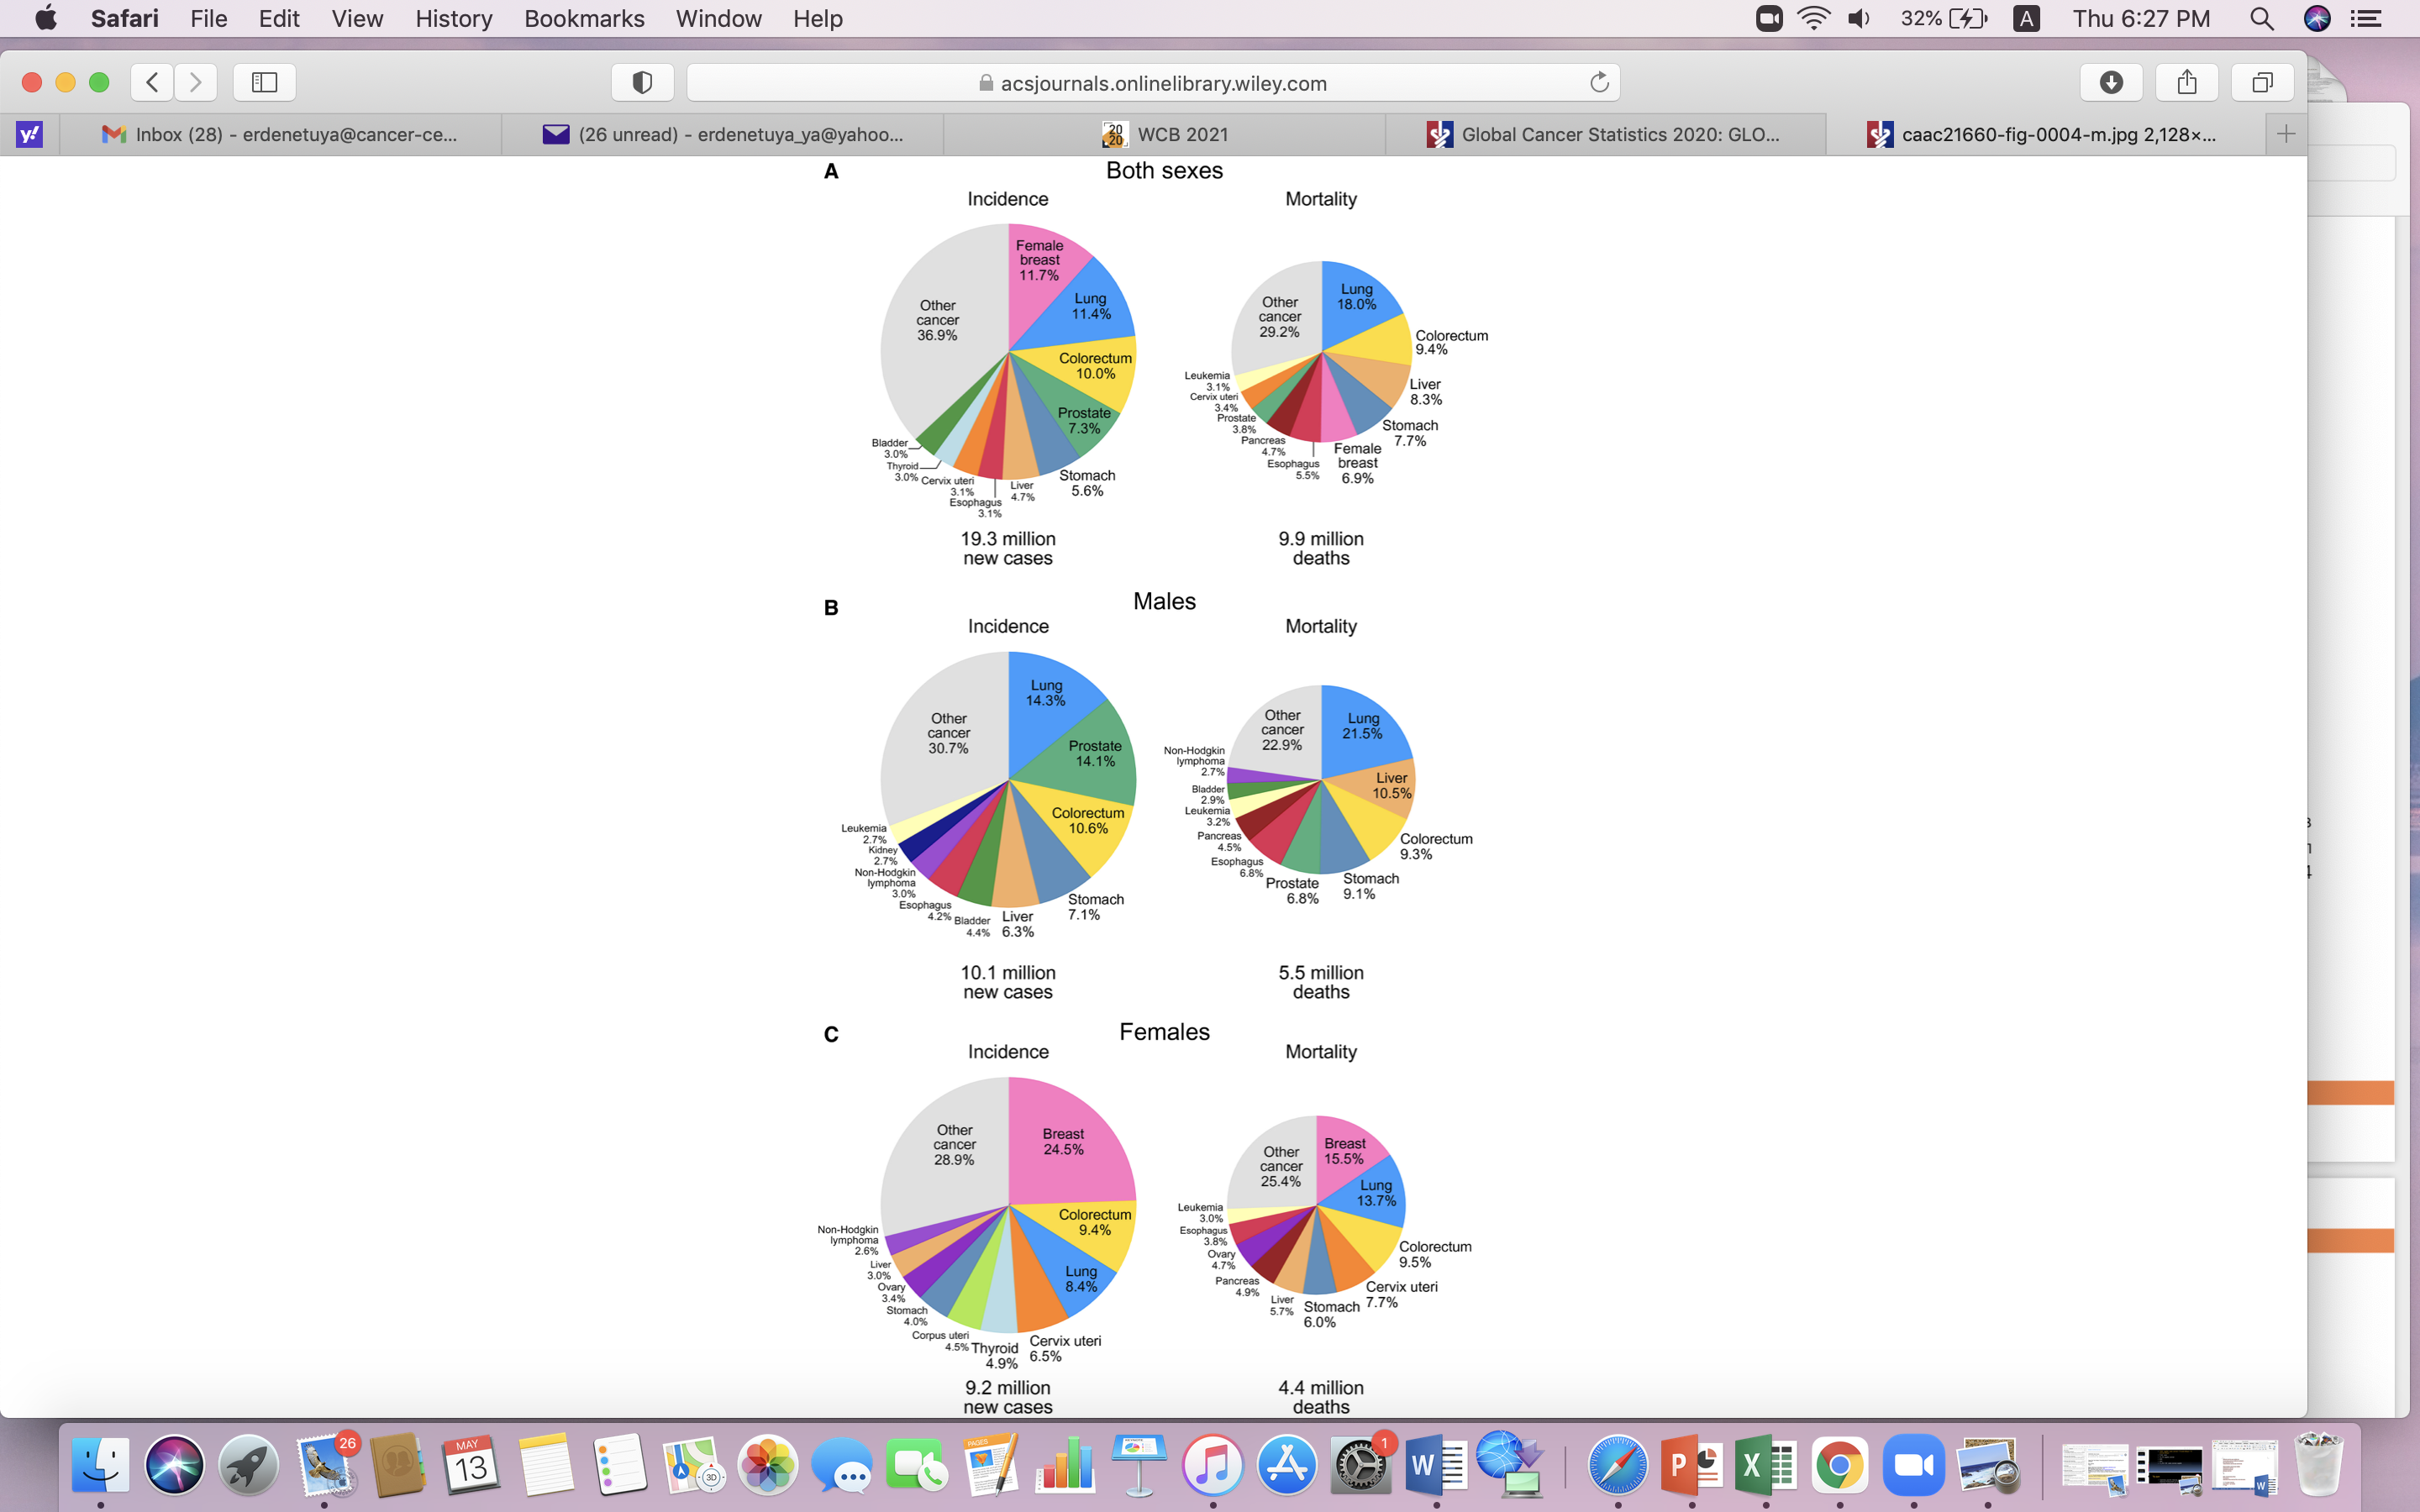 Safari File Edit View History Bookmarks Window Help
32% A Thu 6:27 PM
acsjournals.onlinelibrary.wiley.com
y!
Inbox (28) - erdenetuya@cancer-ce...
(26 unread) - erdenetuya_ya@yahoo...
20
20
WCB 2021
Global Cancer Statistics 2020: GLO...
caac21660-fig-0004-m.jpg 2,128×...
A
Both sexes
Incidence
Female
breast
11.7%
Lung
11.4%
Colorectum
10.0%
Prostate
7.3%
Stomach
5.6%
Liver
4.7%
Esophagus
3.1%
Cervix uteri
3.1%
Thyroid
3.0%
Bladder
3.0%
Other
cancer
36.9%
19.3 million
new cases
Mortality
Lung
18.0%
Colorectum
9.4%
Liver
8.3%
Stomach
7.7%
Female
breast
6.9%
Esophagus
5.5%
Pancreas
4.7%
Prostate
3.8%
Cervix uteri
3.4%
Leukemia
3.1%
Other
cancer
29.2%
9.9 million
deaths
B
Males
Incidence
Lung
14.3%
Prostate
14.1%
Colorectum
10.6%
Stomach
7.1%
Liver
6.3%
Bladder
4.4%
Esophagus
4.2%
Non-Hodgkin
lymphoma
3.0%
Kidney
2.7%
Leukemia
2.7%
Other
cancer
30.7%
10.1 million
new cases
Mortality
Lung
21.5%
Liver
10.5%
Colorectum
9.3%
Stomach
9.1%
Prostate
6.8%
Esophagus
6.8%
Pancreas
4.5%
Leukemia
3.2%
Bladder
2.9%
Non-Hodgkin
lymphoma
2.7%
Other
cancer
22.9%
5.5 million
deaths
C
Females
Incidence
Breast
24.5%
Colorectum
9.4%
Lung
8.4%
Cervix uteri
6.5%
Thyroid
4.9%
Corpus uteri
4.5%
Stomach
4.0%
Ovary
3.4%
Liver
3.0%
Non-Hodgkin
lymphoma
2.6%
Other
cancer
28.9%
9.2 million
new cases
Mortality
Breast
15.5%
Lung
13.7%
Colorectum
9.5%
Cervix uteri
7.7%
Stomach
6.0%
Liver
5.7%
Pancreas
4.9%
Ovary
4.7%
Esophagus
3.8%
Leukemia
3.0%
Other
cancer
25.4%
4.4 million
deaths
26
MAY
13
3D
PAGES
1
W
P
X
W